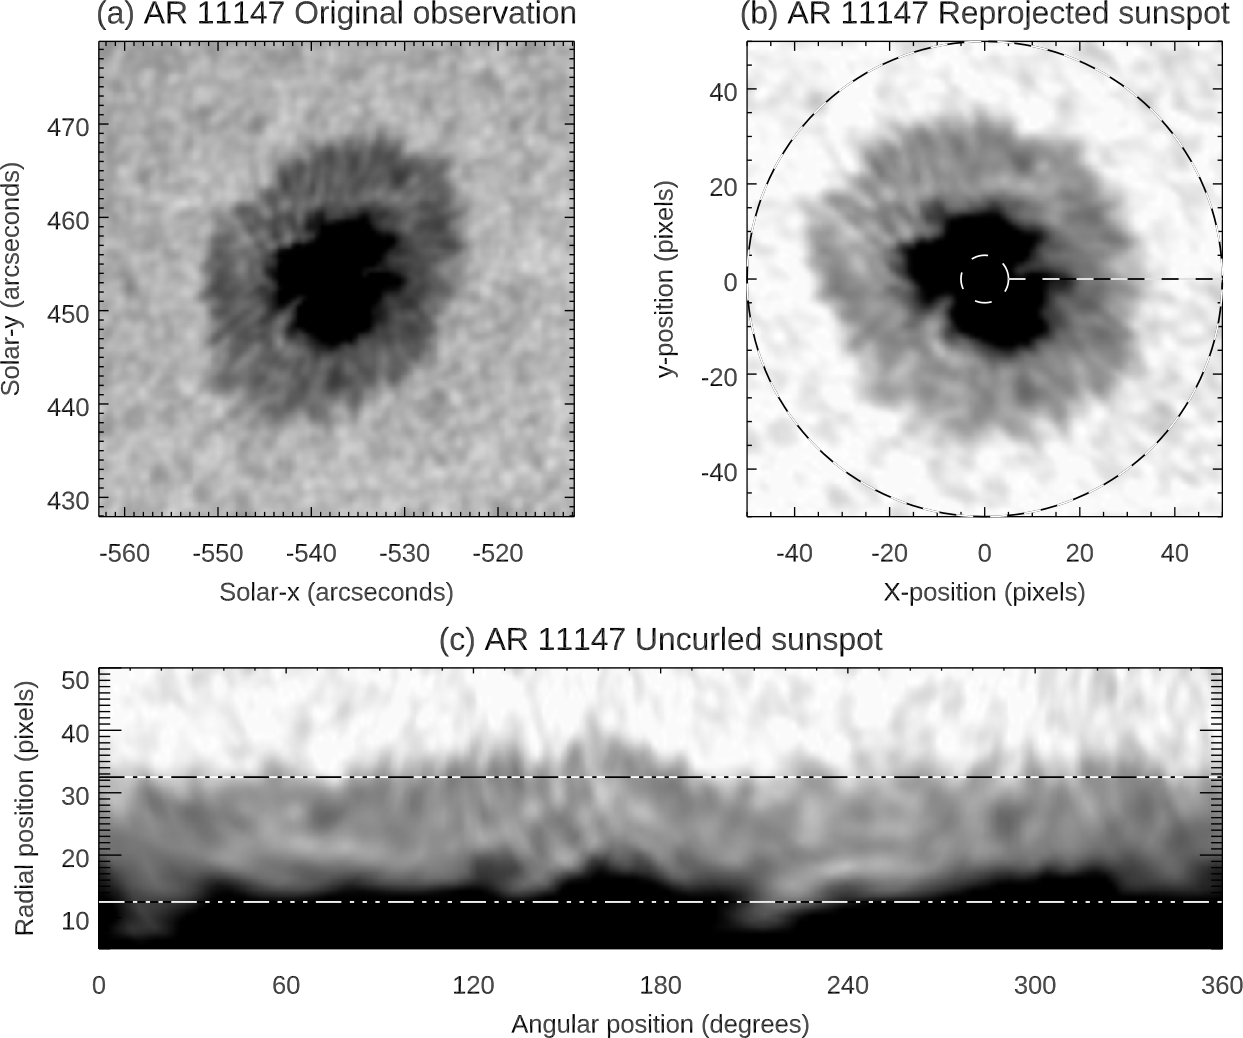 (a) AR 11147 Original observation
470
460
450
440
430
Solar-y (arcseconds)
-560 -550 -540 -530 -520
Solar-x (arcseconds)
(b) AR 11147 Reprojected sunspot
40
20
0
-20
-40
y-position (pixels)
-40 -20 0 20 40
X-position (pixels)
(c) AR 11147 Uncurled sunspot
50
40
30
20
10
Radial position (pixels)
0 60 120 180 240 300 360
Angular position (degrees)